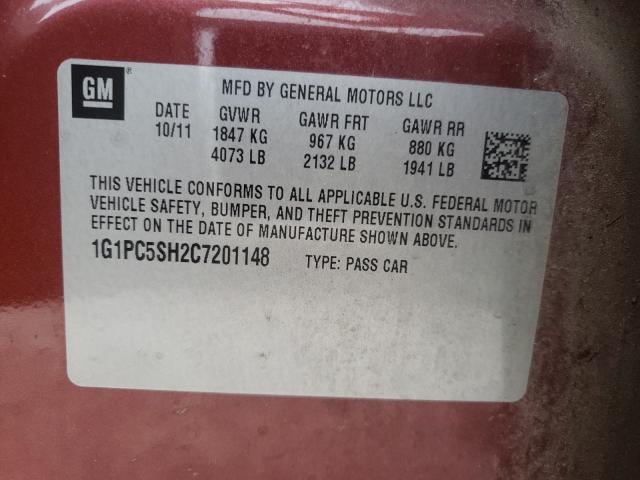 GM ®
MFD BY GENERAL MOTORS LLC
DATE GVWR GAWR FRT GAWR RR
10/11 1847 KG 967 KG 880 KG
4073 LB 2132 LB 1941 LB
THIS VEHICLE CONFORMS TO ALL APPLICABLE U.S. FEDERAL MOTOR
VEHICLE SAFETY, BUMPER, AND THEFT PREVENTION STANDARDS IN
EFFECT ON THE DATE OF MANUFACTURE SHOWN ABOVE.
1G1PC5SH2C7201148 TYPE: PASS CAR